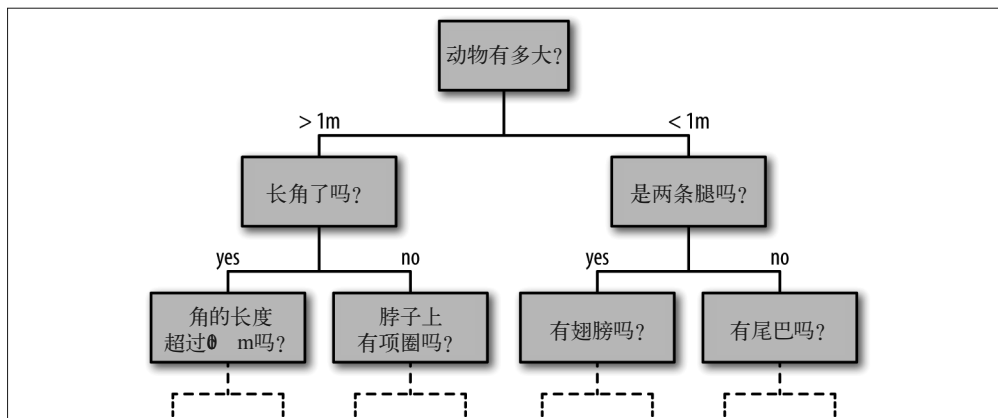 动物有多大?
> 1m
< 1m
长角了吗?
是两条腿吗?
yes
no
yes
no
角的长度
超过 m吗?
脖子上
有项圈吗?
有翅膀吗?
有尾巴吗?